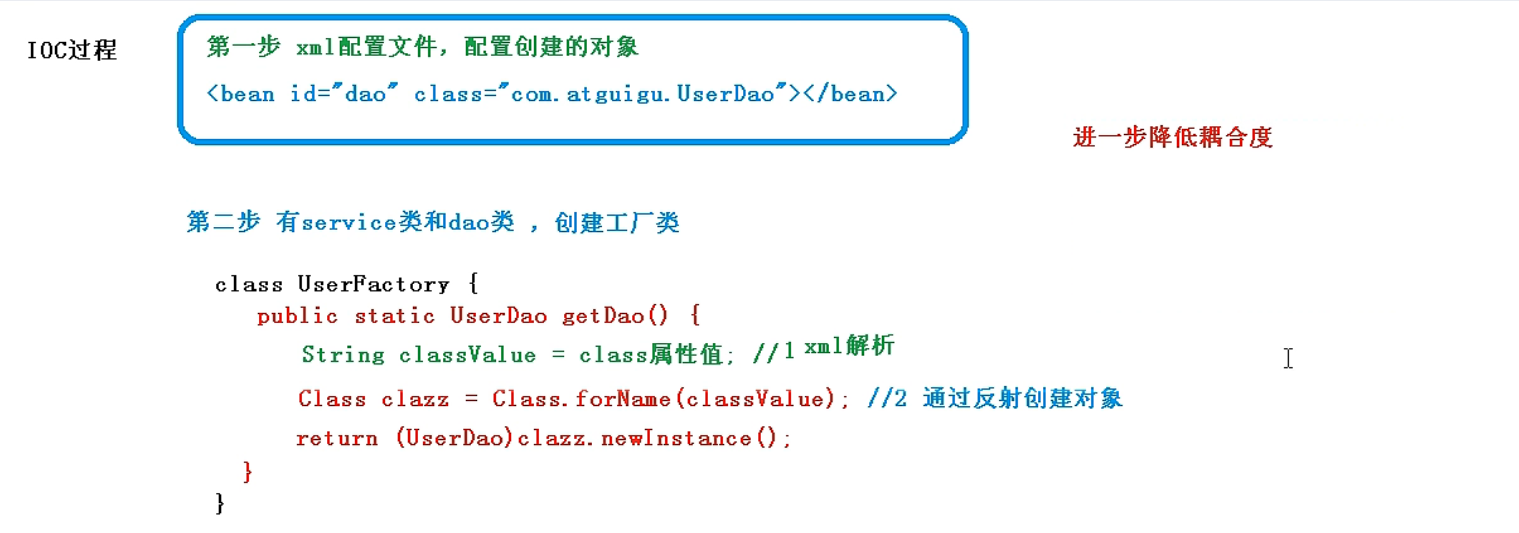 IOC过程
第一步 xml配置文件，配置创建的对象
<bean id="dao" class="com.atguigu.UserDao"></bean>
进一步降低耦合度
第二步 有service类和dao类 ，创建工厂类
class UserFactory {
public static UserDao getDao() {
String classValue = class属性值; //1 xml解析
Class clazz = Class.forName(classValue); //2 通过反射创建对象
return (UserDao)clazz.newInstance();
}
}